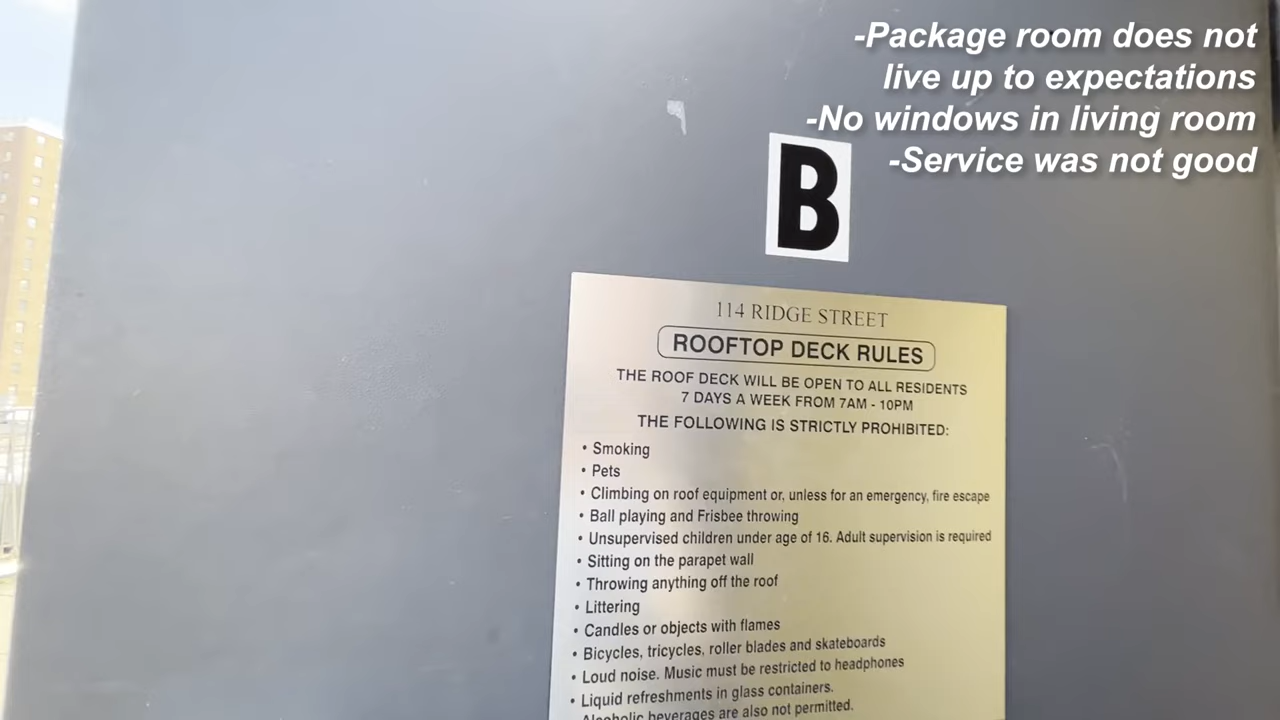 -Package room does not
live up to expectations
-No windows in living room
-Service was not good
B
114 RIDGE STREET
ROOFTOP DECK RULES
THE ROOF DECK WILL BE OPEN TO ALL RESIDENTS
7 DAYS A WEEK FROM 7AM - 10PM
THE FOLLOWING IS STRICTLY PROHIBITED:
• Smoking
• Pets
• Climbing on roof equipment or, unless for an emergency, fire escape
• Ball playing and Frisbee throwing
• Unsupervised children under age of 16. Adult supervision is required
• Sitting on the parapet wall
• Throwing anything off the roof
• Littering
• Candles or objects with flames
• Bicycles, tricycles, roller blades and skateboards
• Loud noise. Music must be restricted to headphones
• Liquid refreshments in glass containers.
Alcoholic beverages are also not permitted.